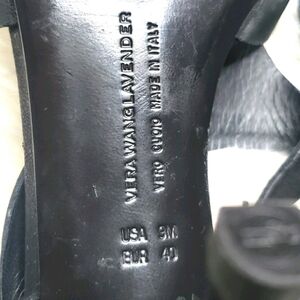 VERA WANG LAVENDER
VERO CUOIO MADE IN ITALY
USA 9M
EUR 40